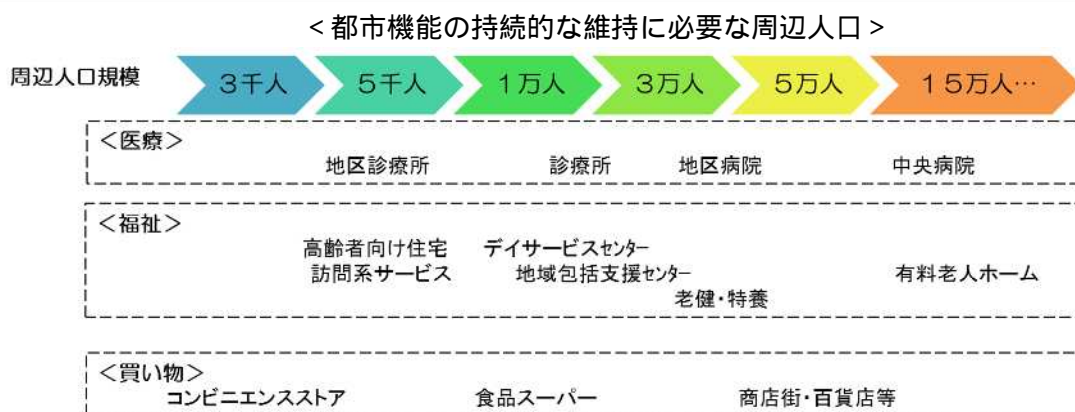 <都市機能の持続的な維持に必要な周辺人口>
周辺人口規模 3千人 5千人 1万人 3万人 5万人 15万人…
<医療>
地区診療所 診療所 地区病院 中央病院
<福祉>
高齢者向け住宅 デイサービスセンター
訪問系サービス 地域包括支援センター 有料老人ホーム
老健・特養
<買い物>
コンビニエンスストア 食品スーパー 商店街・百貨店等